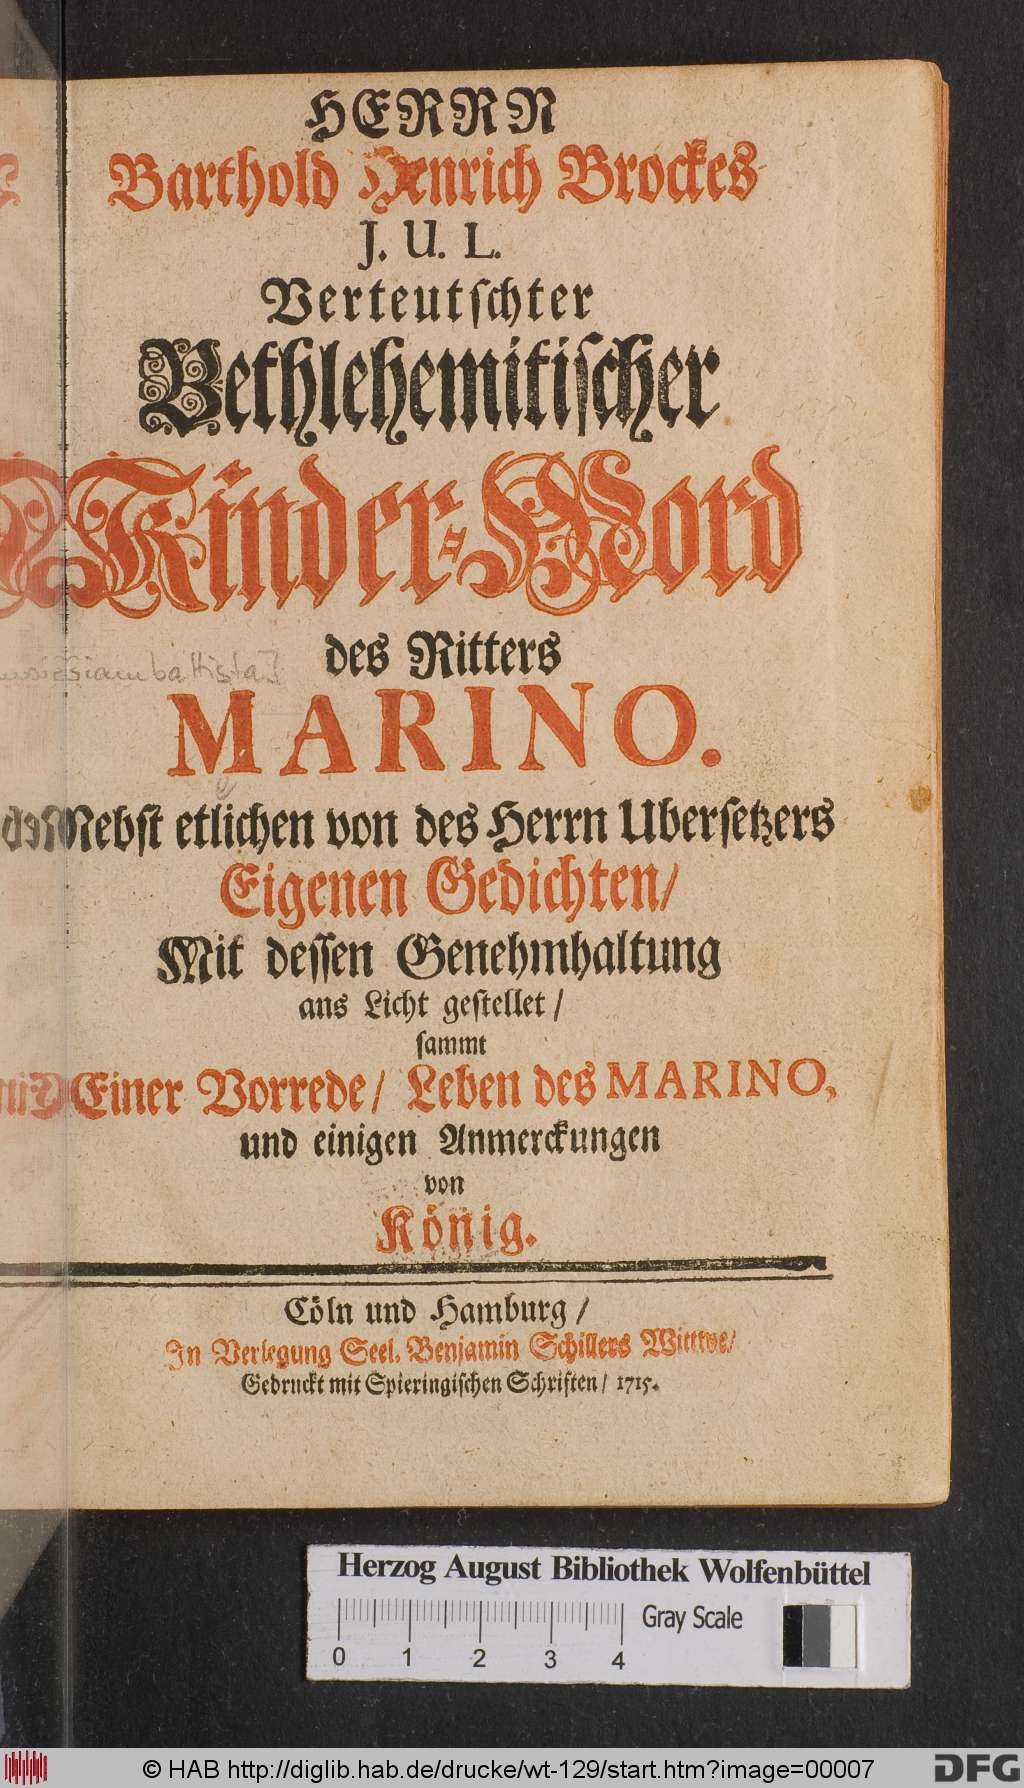 HERRN
Barthold Henrich Brockes
J. U. L.
Verteutſchter
Bethlehemitiſcher
Kinder-Mord
des Ritters
MARINO.
Nebſt etlichen von des Herrn Uberſetzers
Eigenen Gedichten/
Mit deſſen Genehmhaltung
ans Licht geſtellet/
ſammt
Einer Vorrede/ Leben des MARINO,
und einigen Anmerckungen
von
König.
Cöln und Hamburg/
In Verlegung Seel. Benjamin Schillers Wittwe/
Gedruckt mit Spieringiſchen Schriften/ 1715.
Herzog August Bibliothek Wolfenbüttel
Gray Scale
0 1 2 3 4
© HAB http://diglib.hab.de/drucke/wt-129/start.htm?image=00007
DFG